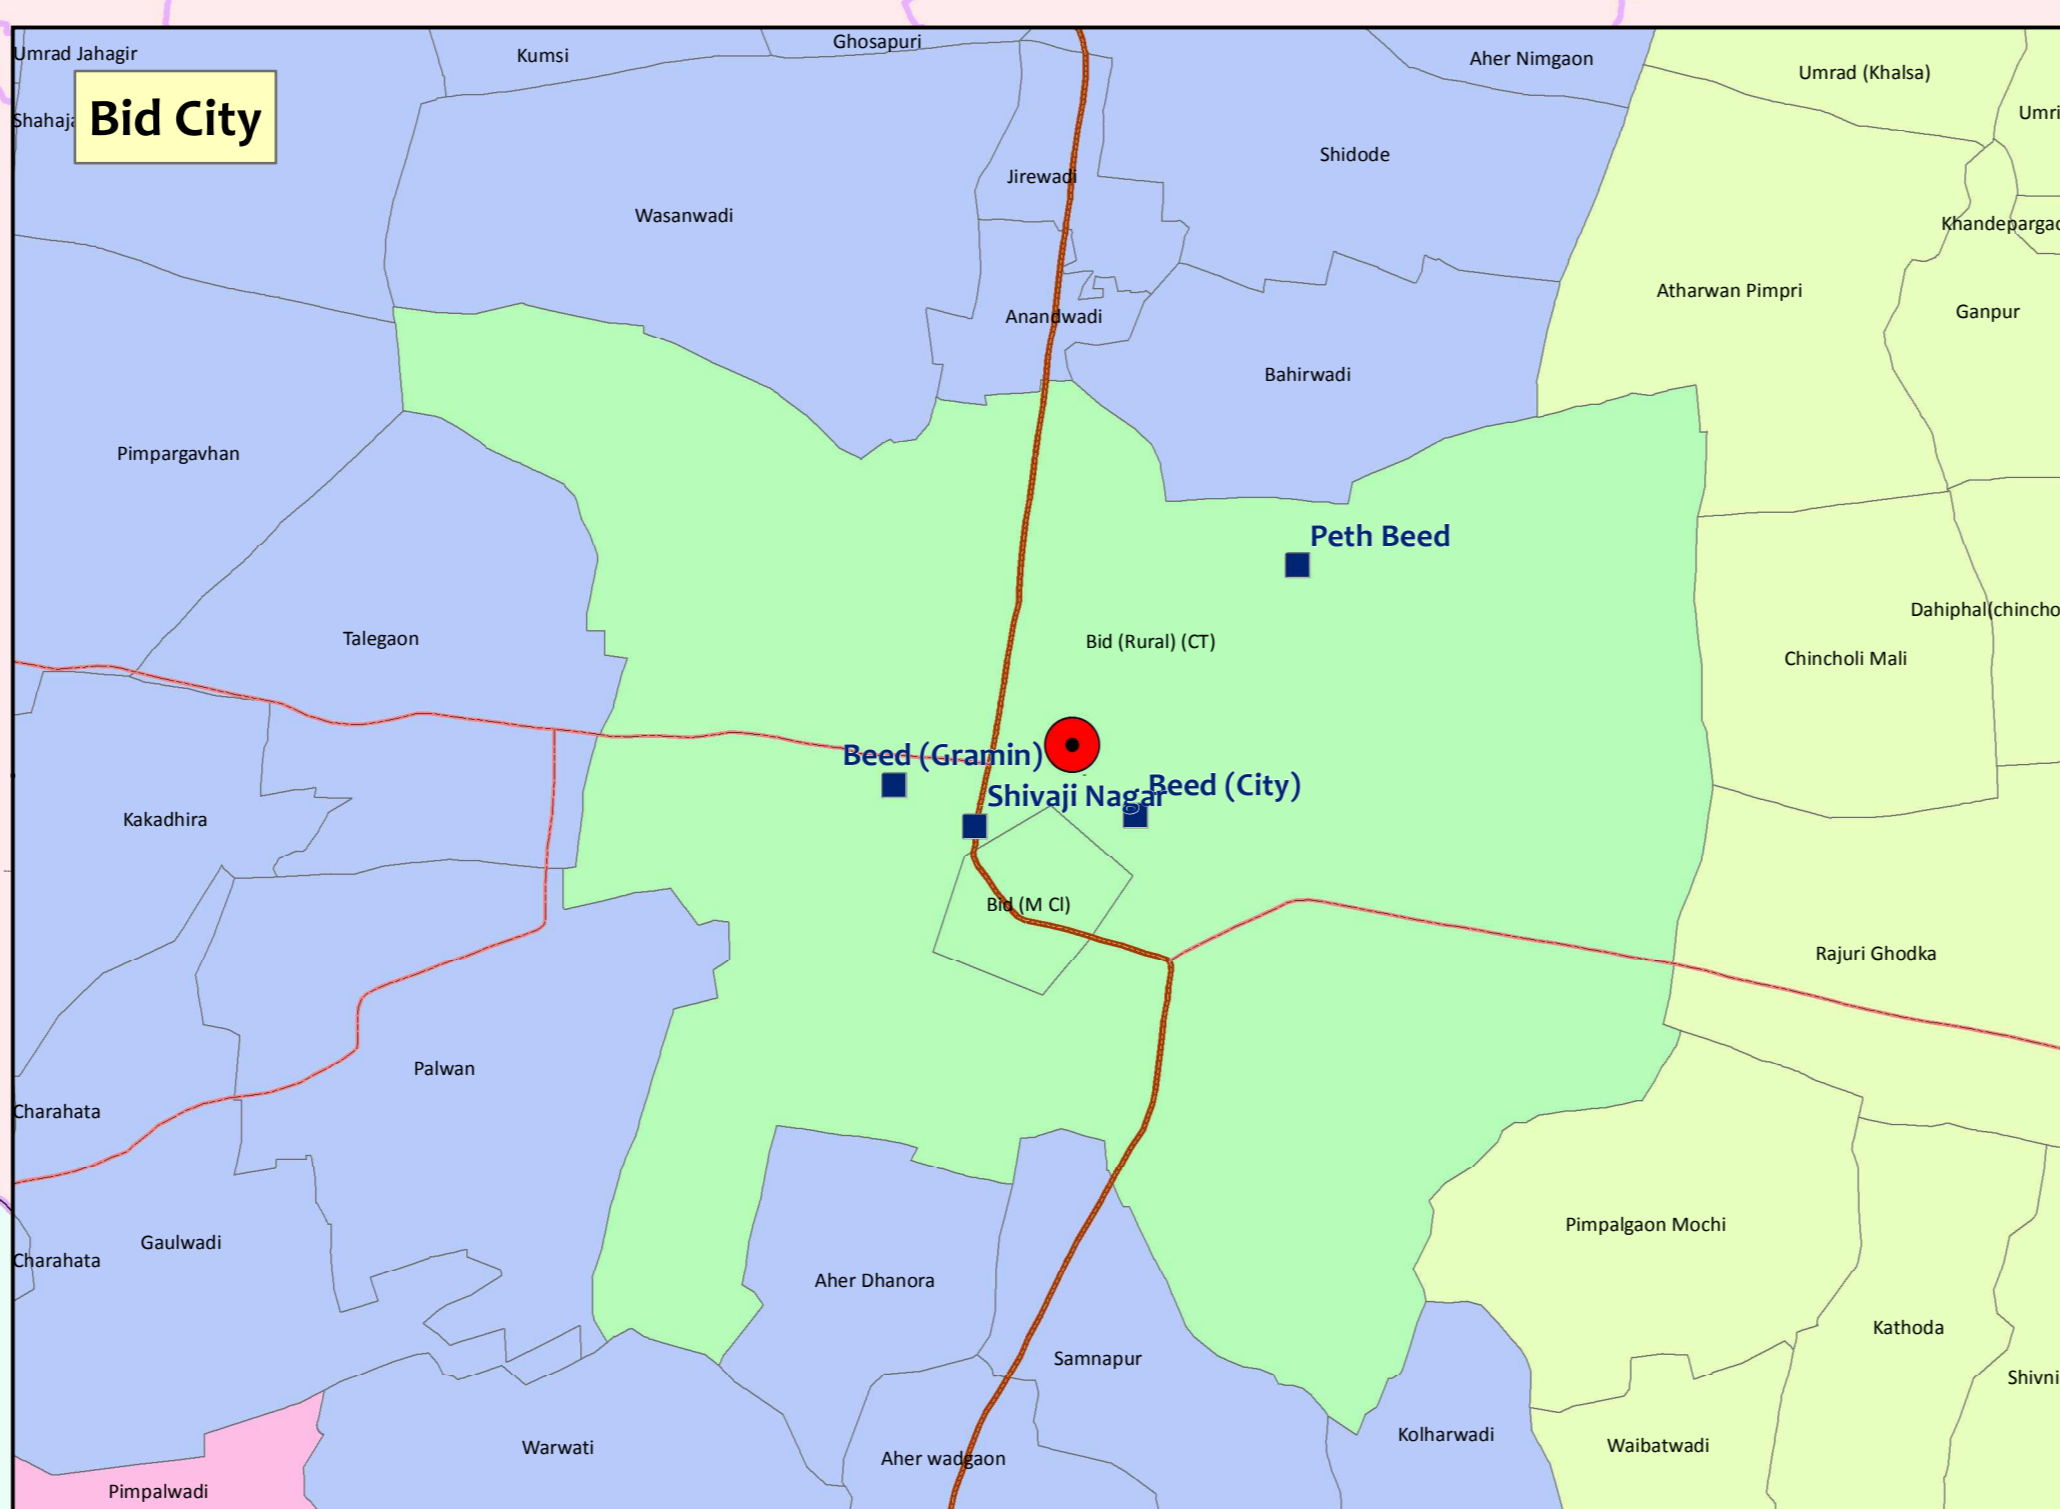 Umrad Jahagir
Kumsi
Ghosapuri
Aher Nimgaon
Umrad (Khalsa)
Bid City
Shahaja
Umri
Shidode
Jirewadi
Wasanwadi
Khandepargao
Atharwan Pimpri
Anandwadi
Ganpur
Bahirwadi
Pimpargavhan
Peth Beed
Dahiphal(chincho
Talegaon
Bid (Rural) (CT)
Chincholi Mali
Beed (Gramin)
Shivaji Nagar
Beed (City)
Kakadhira
Bid (M Cl)
Rajuri Ghodka
Palwan
Charahata
Pimpalgaon Mochi
Gaulwadi
Charahata
Aher Dhanora
Kathoda
Samnapur
Shivni
Kolharwadi
Waibatwadi
Warwati
Aher wadgaon
Pimpalwadi